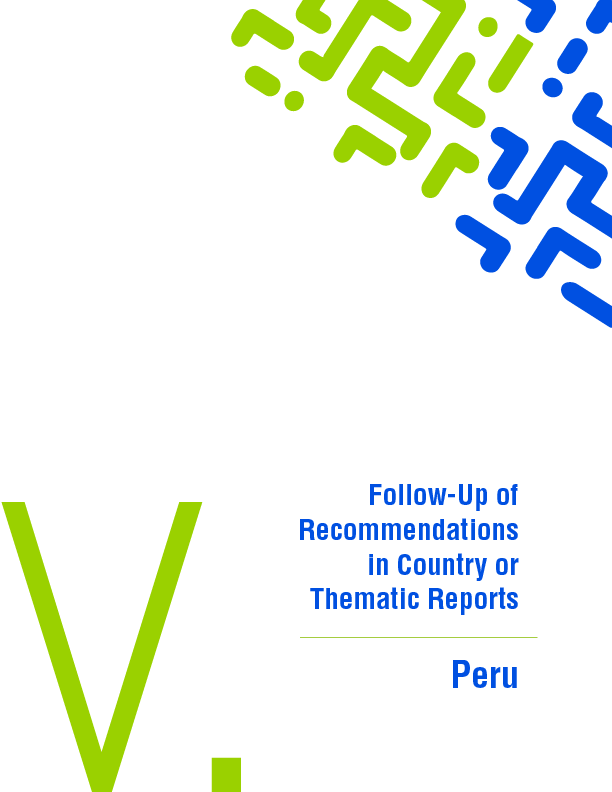 V.
Follow-Up of
Recommendations
in Country or
Thematic Reports
Peru